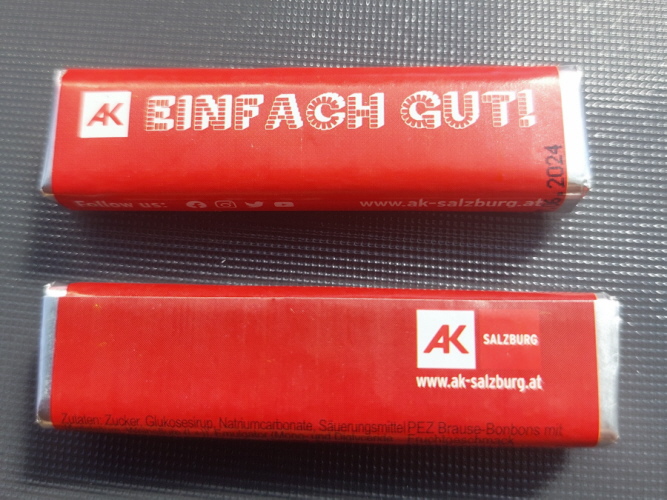 AK EINFACH GUT!
2024
Follow us: www.ak-salzburg.at
AK SALZBURG
www.ak-salzburg.at
Zutaten: Zucker, Glukosesirup, Natriumcarbonate, Säuerungsmittel PEZ Brause-Bonbons mit